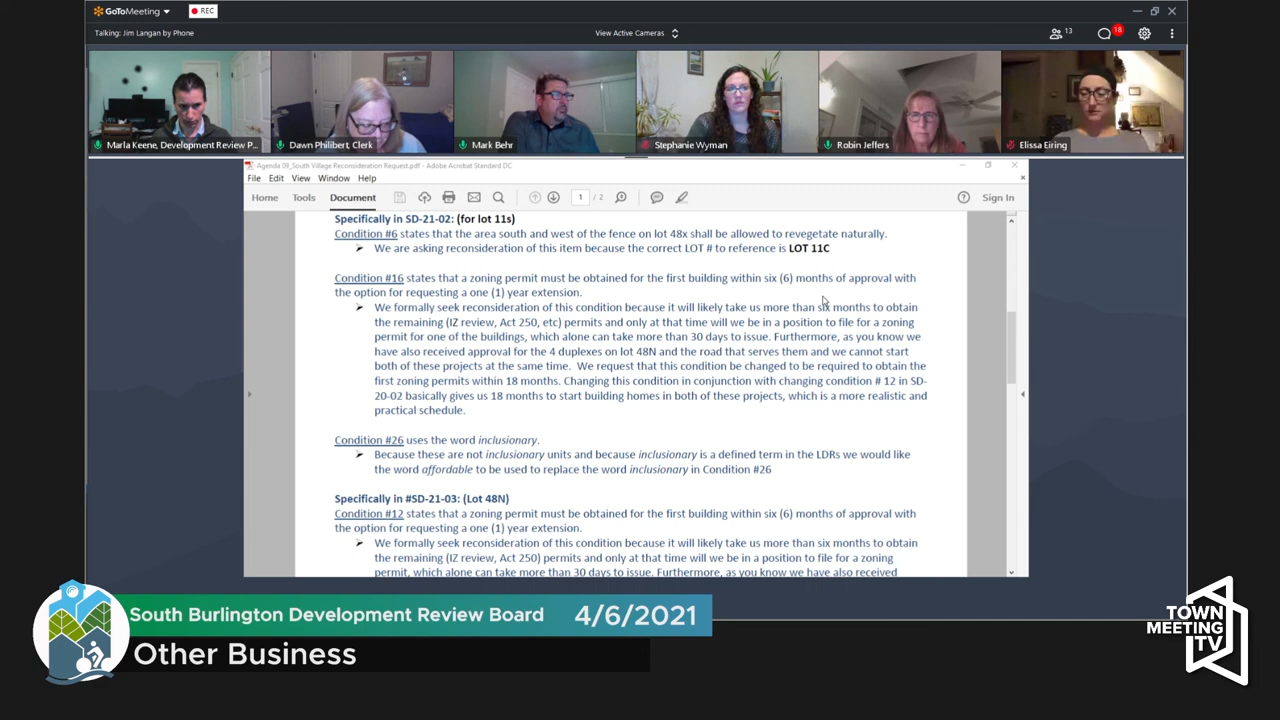 GoToMeeting
REC
Talking: Jim Langan by Phone
View Active Cameras
13
18
Marla Keene, Development Review P...
Dawn Philibert, Clerk
Mark Behr
Stephanie Wyman
Robin Jeffers
Elissa Eiring
Agenda 09_South Village Reconsideration Request.pdf - Adobe Acrobat Standard DC
File Edit View Window Help
Home Tools Document 1 / 2 Sign In
Specifically in SD-21-02: (for lot 11s)
Condition #6 states that the area south and west of the fence on lot 48x shall be allowed to revegetate naturally.
➤ We are asking reconsideration of this item because the correct LOT # to reference is LOT 11C
Condition #16 states that a zoning permit must be obtained for the first building within six (6) months of approval with
the option for requesting a one (1) year extension.
➤ We formally seek reconsideration of this condition because it will likely take us more than six months to obtain
the remaining (IZ review, Act 250, etc) permits and only at that time will we be in a position to file for a zoning
permit for one of the buildings, which alone can take more than 30 days to issue. Furthermore, as you know we
have also received approval for the 4 duplexes on lot 48N and the road that serves them and we cannot start
both of these projects at the same time. We request that this condition be changed to be required to obtain the
first zoning permits within 18 months. Changing this condition in conjunction with changing condition # 12 in SD-
20-02 basically gives us 18 months to start building homes in both of these projects, which is a more realistic and
practical schedule.
Condition #26 uses the word inclusionary.
➤ Because these are not inclusionary units and because inclusionary is a defined term in the LDRs we would like
the word affordable to be used to replace the word inclusionary in Condition #26
Specifically in #SD-21-03: (Lot 48N)
Condition #12 states that a zoning permit must be obtained for the first building within six (6) months of approval with
the option for requesting a one (1) year extension.
➤ We formally seek reconsideration of this condition because it will likely take us more than six months to obtain
the remaining (IZ review, Act 250) permits and only at that time will we be in a position to file for a zoning
permit, which alone can take more than 30 days to issue. Furthermore, as you know we have also received
South Burlington Development Review Board 4/6/2021
Other Business
TOWN
MEETING
TV